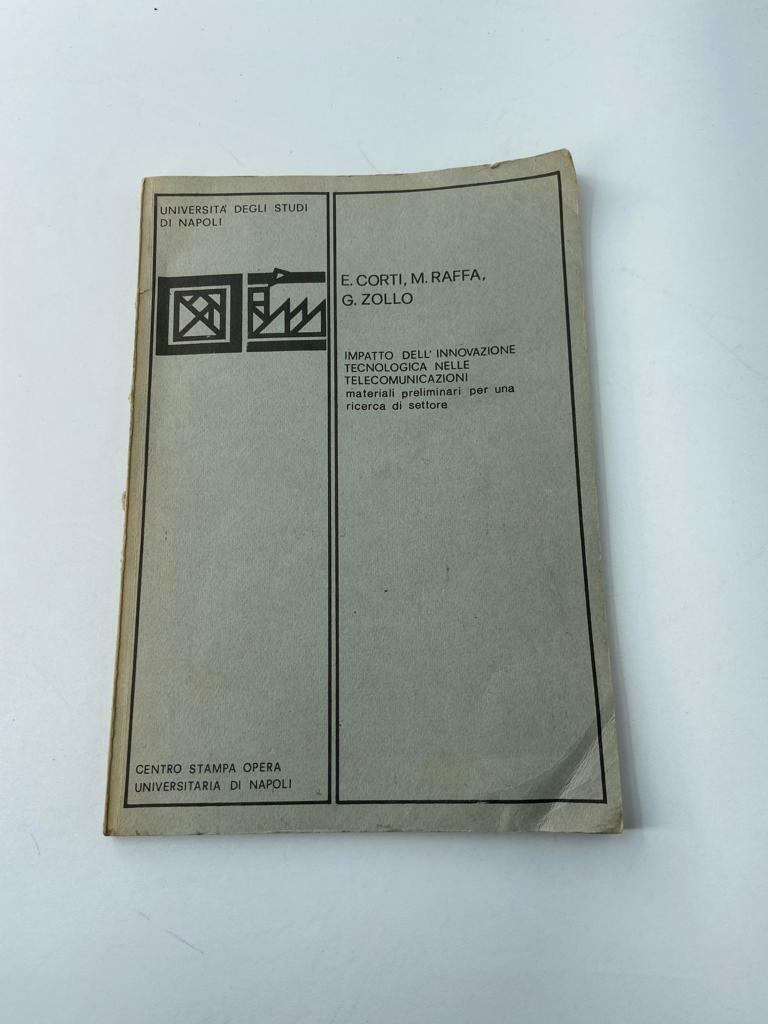 UNIVERSITÀ DEGLI STUDI
DI NAPOLI
E. CORTI, M. RAFFA,
G. ZOLLO
IMPATTO DELL'INNOVAZIONE
TECNOLOGICA NELLE
TELECOMUNICAZIONI
materiali preliminari per una
ricerca di settore
CENTRO STAMPA OPERA
UNIVERSITARIA DI NAPOLI